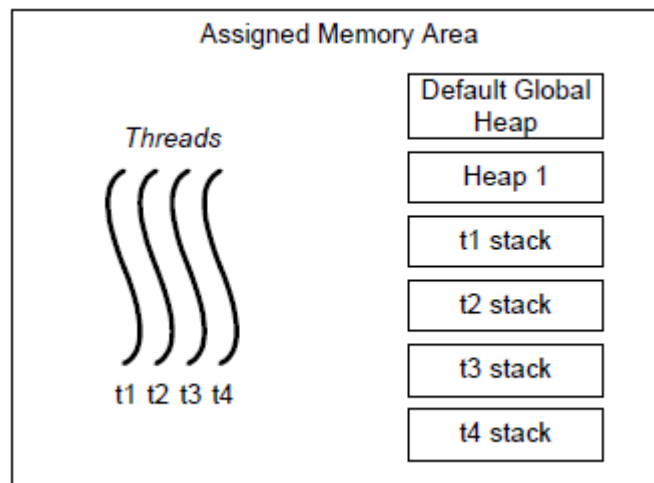 Assigned Memory Area
Threads
t1 t2 t3 t4
Default Global
Heap
Heap 1
t1 stack
t2 stack
t3 stack
t4 stack